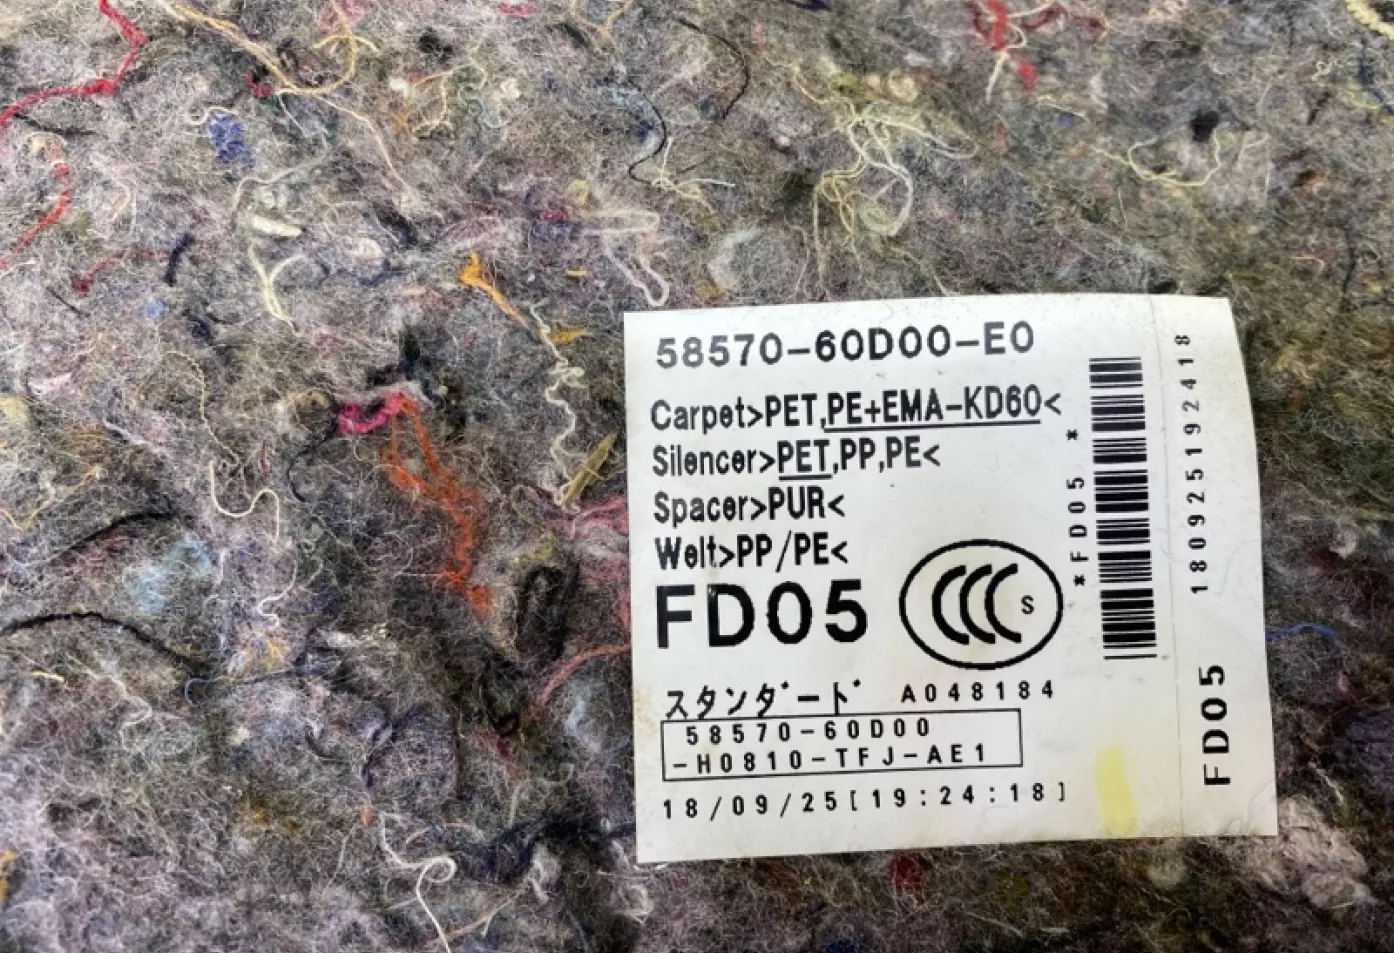 58570-60D00-E0
Carpet>PET,PE+EMA-KD60<
Silencer>PET,PP,PE<
Spacer>PUR<
Welt>PP/PE<
FD05
S
スタンダード A048184
58570-60D00
-H0810-TFJ-AE1
18/09/25[19:24:18]
*FD05*
180925192418
FD05